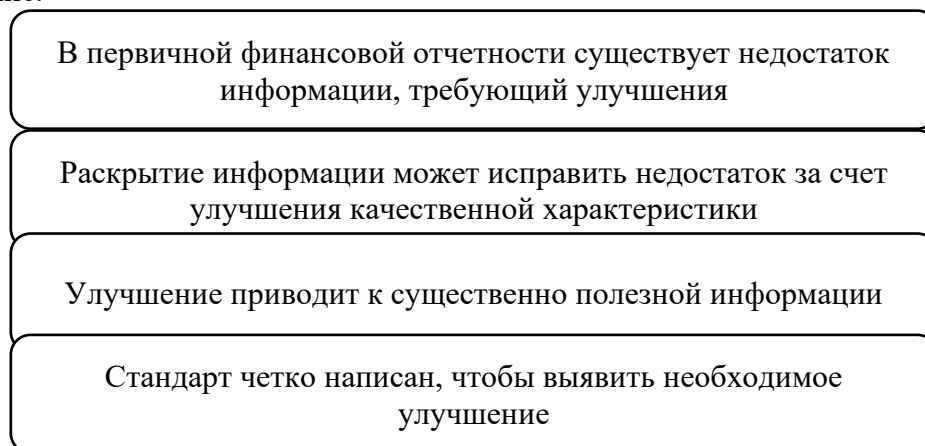 В первичной финансовой отчетности существует недостаток
информации, требующий улучшения
Раскрытие информации может исправить недостаток за счет
улучшения качественной характеристики
Улучшение приводит к существенно полезной информации
Стандарт четко написан, чтобы выявить необходимое
улучшение